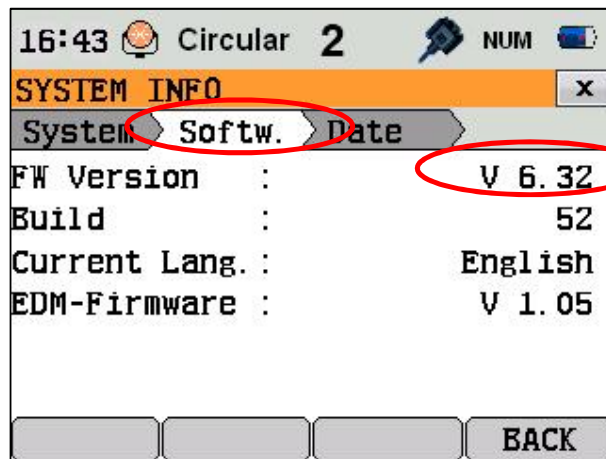 16:43 Circular 2 NUM
SYSTEM INFO x
System Softw. Date
FW Version : V 6.32
Build : 52
Current Lang. : English
EDM-Firmware : V 1.05
BACK